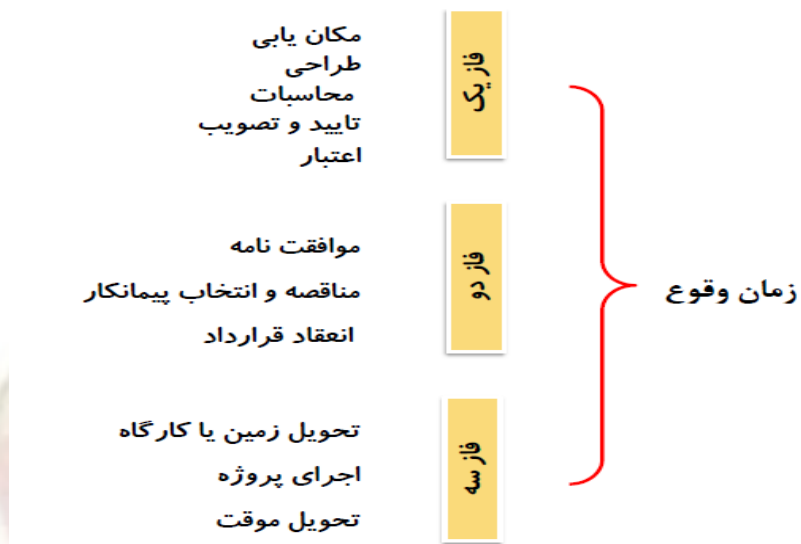 زمان وقوع
فاز یک
مکان یابی
طراحی
محاسبات
تایید و تصویب
اعتبار
فاز دو
موافقت نامه
مناقصه و انتخاب پیمانکار
انعقاد قرارداد
فاز سه
تحویل زمین یا کارگاه
اجرای پروژه
تحویل موقت